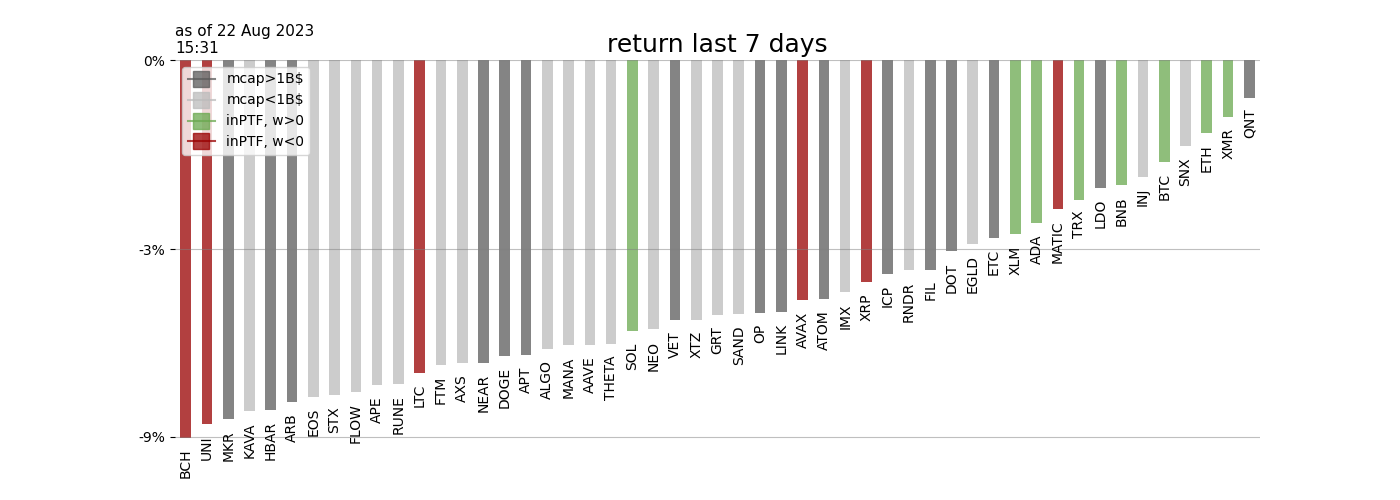 as of 22 Aug 2023
15:31
return last 7 days
0%
-3%
-9%
mcap>1B$
mcap<1B$
inPTF, w>0
inPTF, w<0
BCH
UNI
MKR
KAVA
HBAR
ARB
EOS
STX
FLOW
APE
RUNE
LTC
FTM
AXS
NEAR
DOGE
APT
ALGO
MANA
AAVE
THETA
SOL
NEO
VET
XTZ
GRT
SAND
OP
LINK
AVAX
ATOM
IMX
XRP
ICP
RNDR
FIL
DOT
EGLD
ETC
XLM
ADA
MATIC
TRX
LDO
BNB
INJ
BTC
SNX
ETH
XMR
QNT